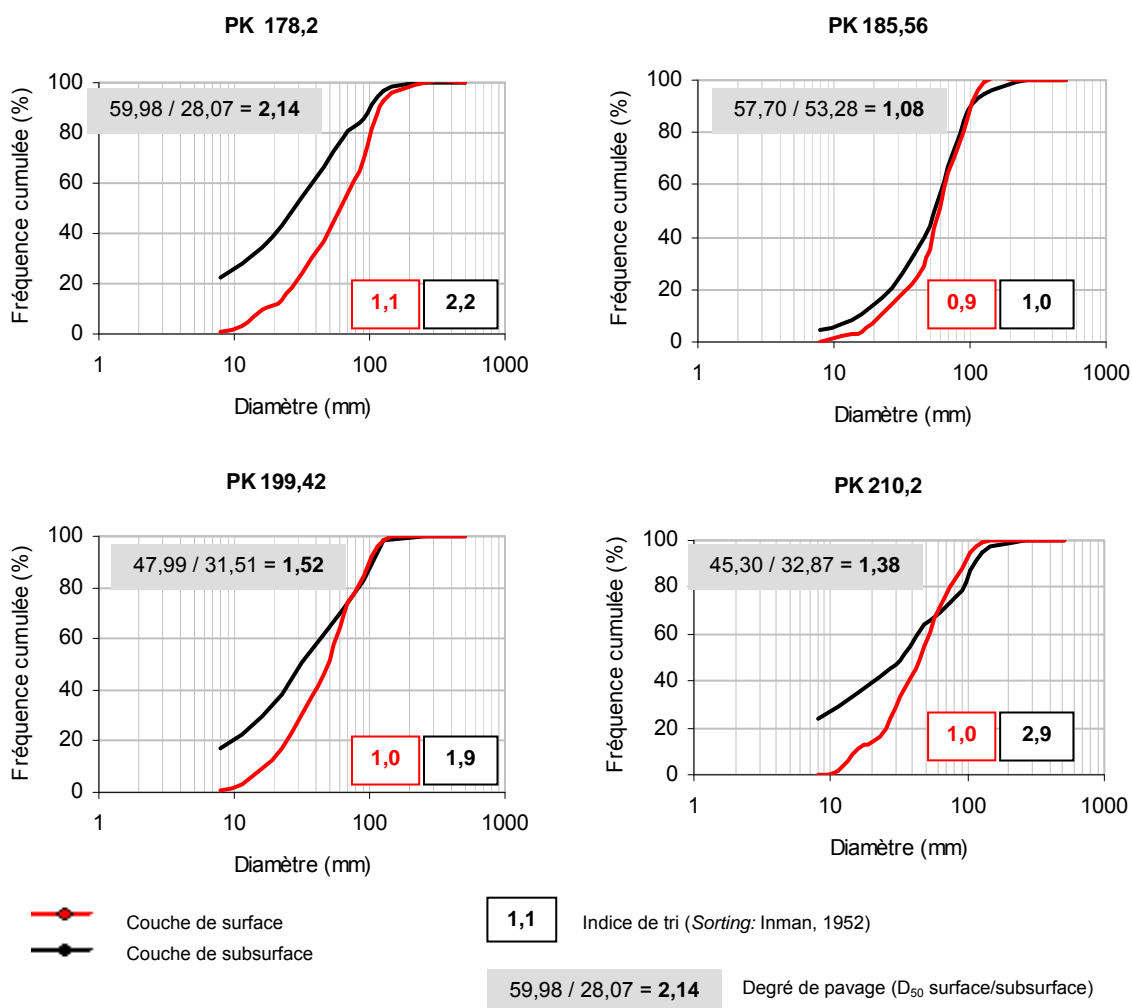 PK 178,2
PK 185,56
Fréquence cumulée (%)
100
80
60
40
20
0
59,98 / 28,07 = 2,14
1,1
2,2
1
10
100
1000
Diamètre (mm)
Fréquence cumulée (%)
100
80
60
40
20
0
57,70 / 53,28 = 1,08
0,9
1,0
1
10
100
1000
Diamètre (mm)
PK 199,42
PK 210,2
Fréquence cumulée (%)
100
80
60
40
20
0
47,99 / 31,51 = 1,52
1,0
1,9
1
10
100
1000
Diamètre (mm)
Fréquence cumulée (%)
100
80
60
40
20
0
45,30 / 32,87 = 1,38
1,0
2,9
1
10
100
1000
Diamètre (mm)
Couche de surface
Couche de subsurface
1,1
Indice de tri (Sorting: Inman, 1952)
59,98 / 28,07 = 2,14
Degré de pavage (D50 surface/subsurface)